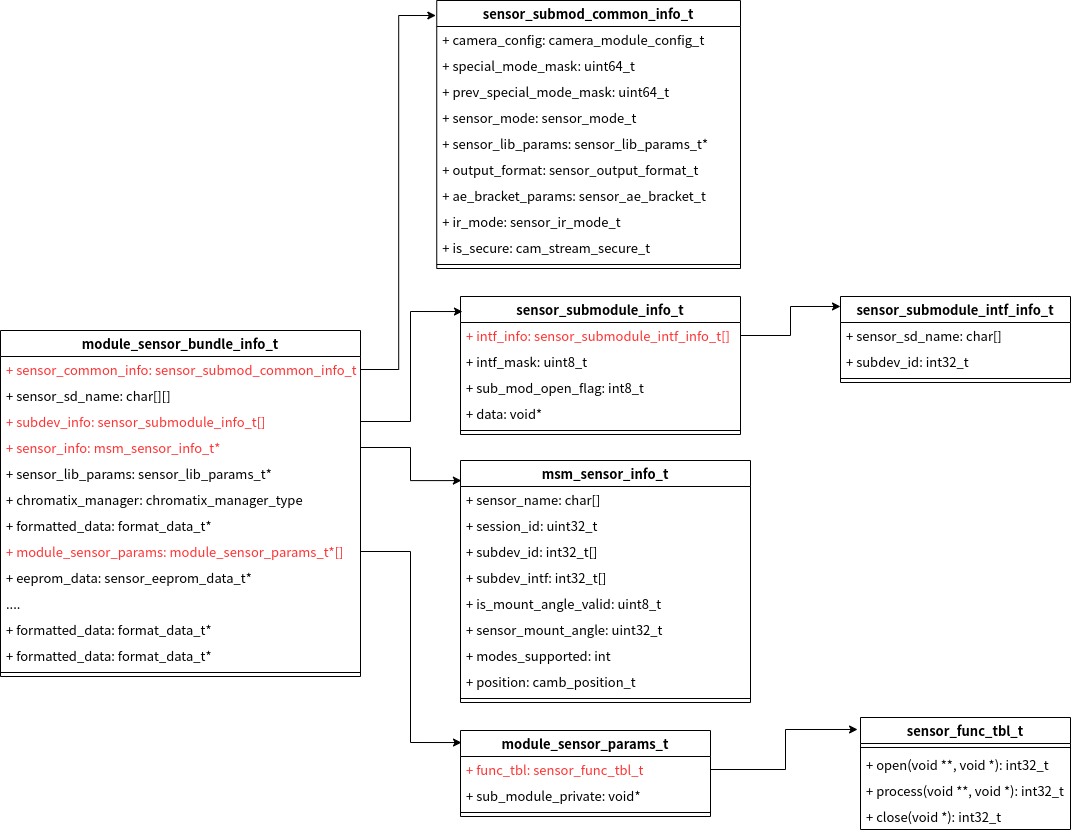 sensor_submod_common_info_t
+ camera_config: camera_module_config_t
+ special_mode_mask: uint64_t
+ prev_special_mode_mask: uint64_t
+ sensor_mode: sensor_mode_t
+ sensor_lib_params: sensor_lib_params_t*
+ output_format: sensor_output_format_t
+ ae_bracket_params: sensor_ae_bracket_t
+ ir_mode: sensor_ir_mode_t
+ is_secure: cam_stream_secure_t
sensor_submodule_info_t
+ intf_info: sensor_submodule_intf_info_t[]
+ intf_mask: uint8_t
+ sub_mod_open_flag: int8_t
+ data: void*
sensor_submodule_intf_info_t
+ sensor_sd_name: char[]
+ subdev_id: int32_t
module_sensor_bundle_info_t
+ sensor_common_info: sensor_submod_common_info_t
+ sensor_sd_name: char[][]
+ subdev_info: sensor_submodule_info_t[]
+ sensor_info: msm_sensor_info_t*
+ sensor_lib_params: sensor_lib_params_t*
+ chromatix_manager: chromatix_manager_type
+ formatted_data: format_data_t*
+ module_sensor_params: module_sensor_params_t*[]
+ eeprom_data: sensor_eeprom_data_t*
....
+ formatted_data: format_data_t*
+ formatted_data: format_data_t*
msm_sensor_info_t
+ sensor_name: char[]
+ session_id: uint32_t
+ subdev_id: int32_t[]
+ subdev_intf: int32_t[]
+ is_mount_angle_valid: uint8_t
+ sensor_mount_angle: uint32_t
+ modes_supported: int
+ position: camb_position_t
module_sensor_params_t
+ func_tbl: sensor_func_tbl_t
+ sub_module_private: void*
sensor_func_tbl_t
+ open(void **, void *): int32_t
+ process(void **, void *): int32_t
+ close(void *): int32_t